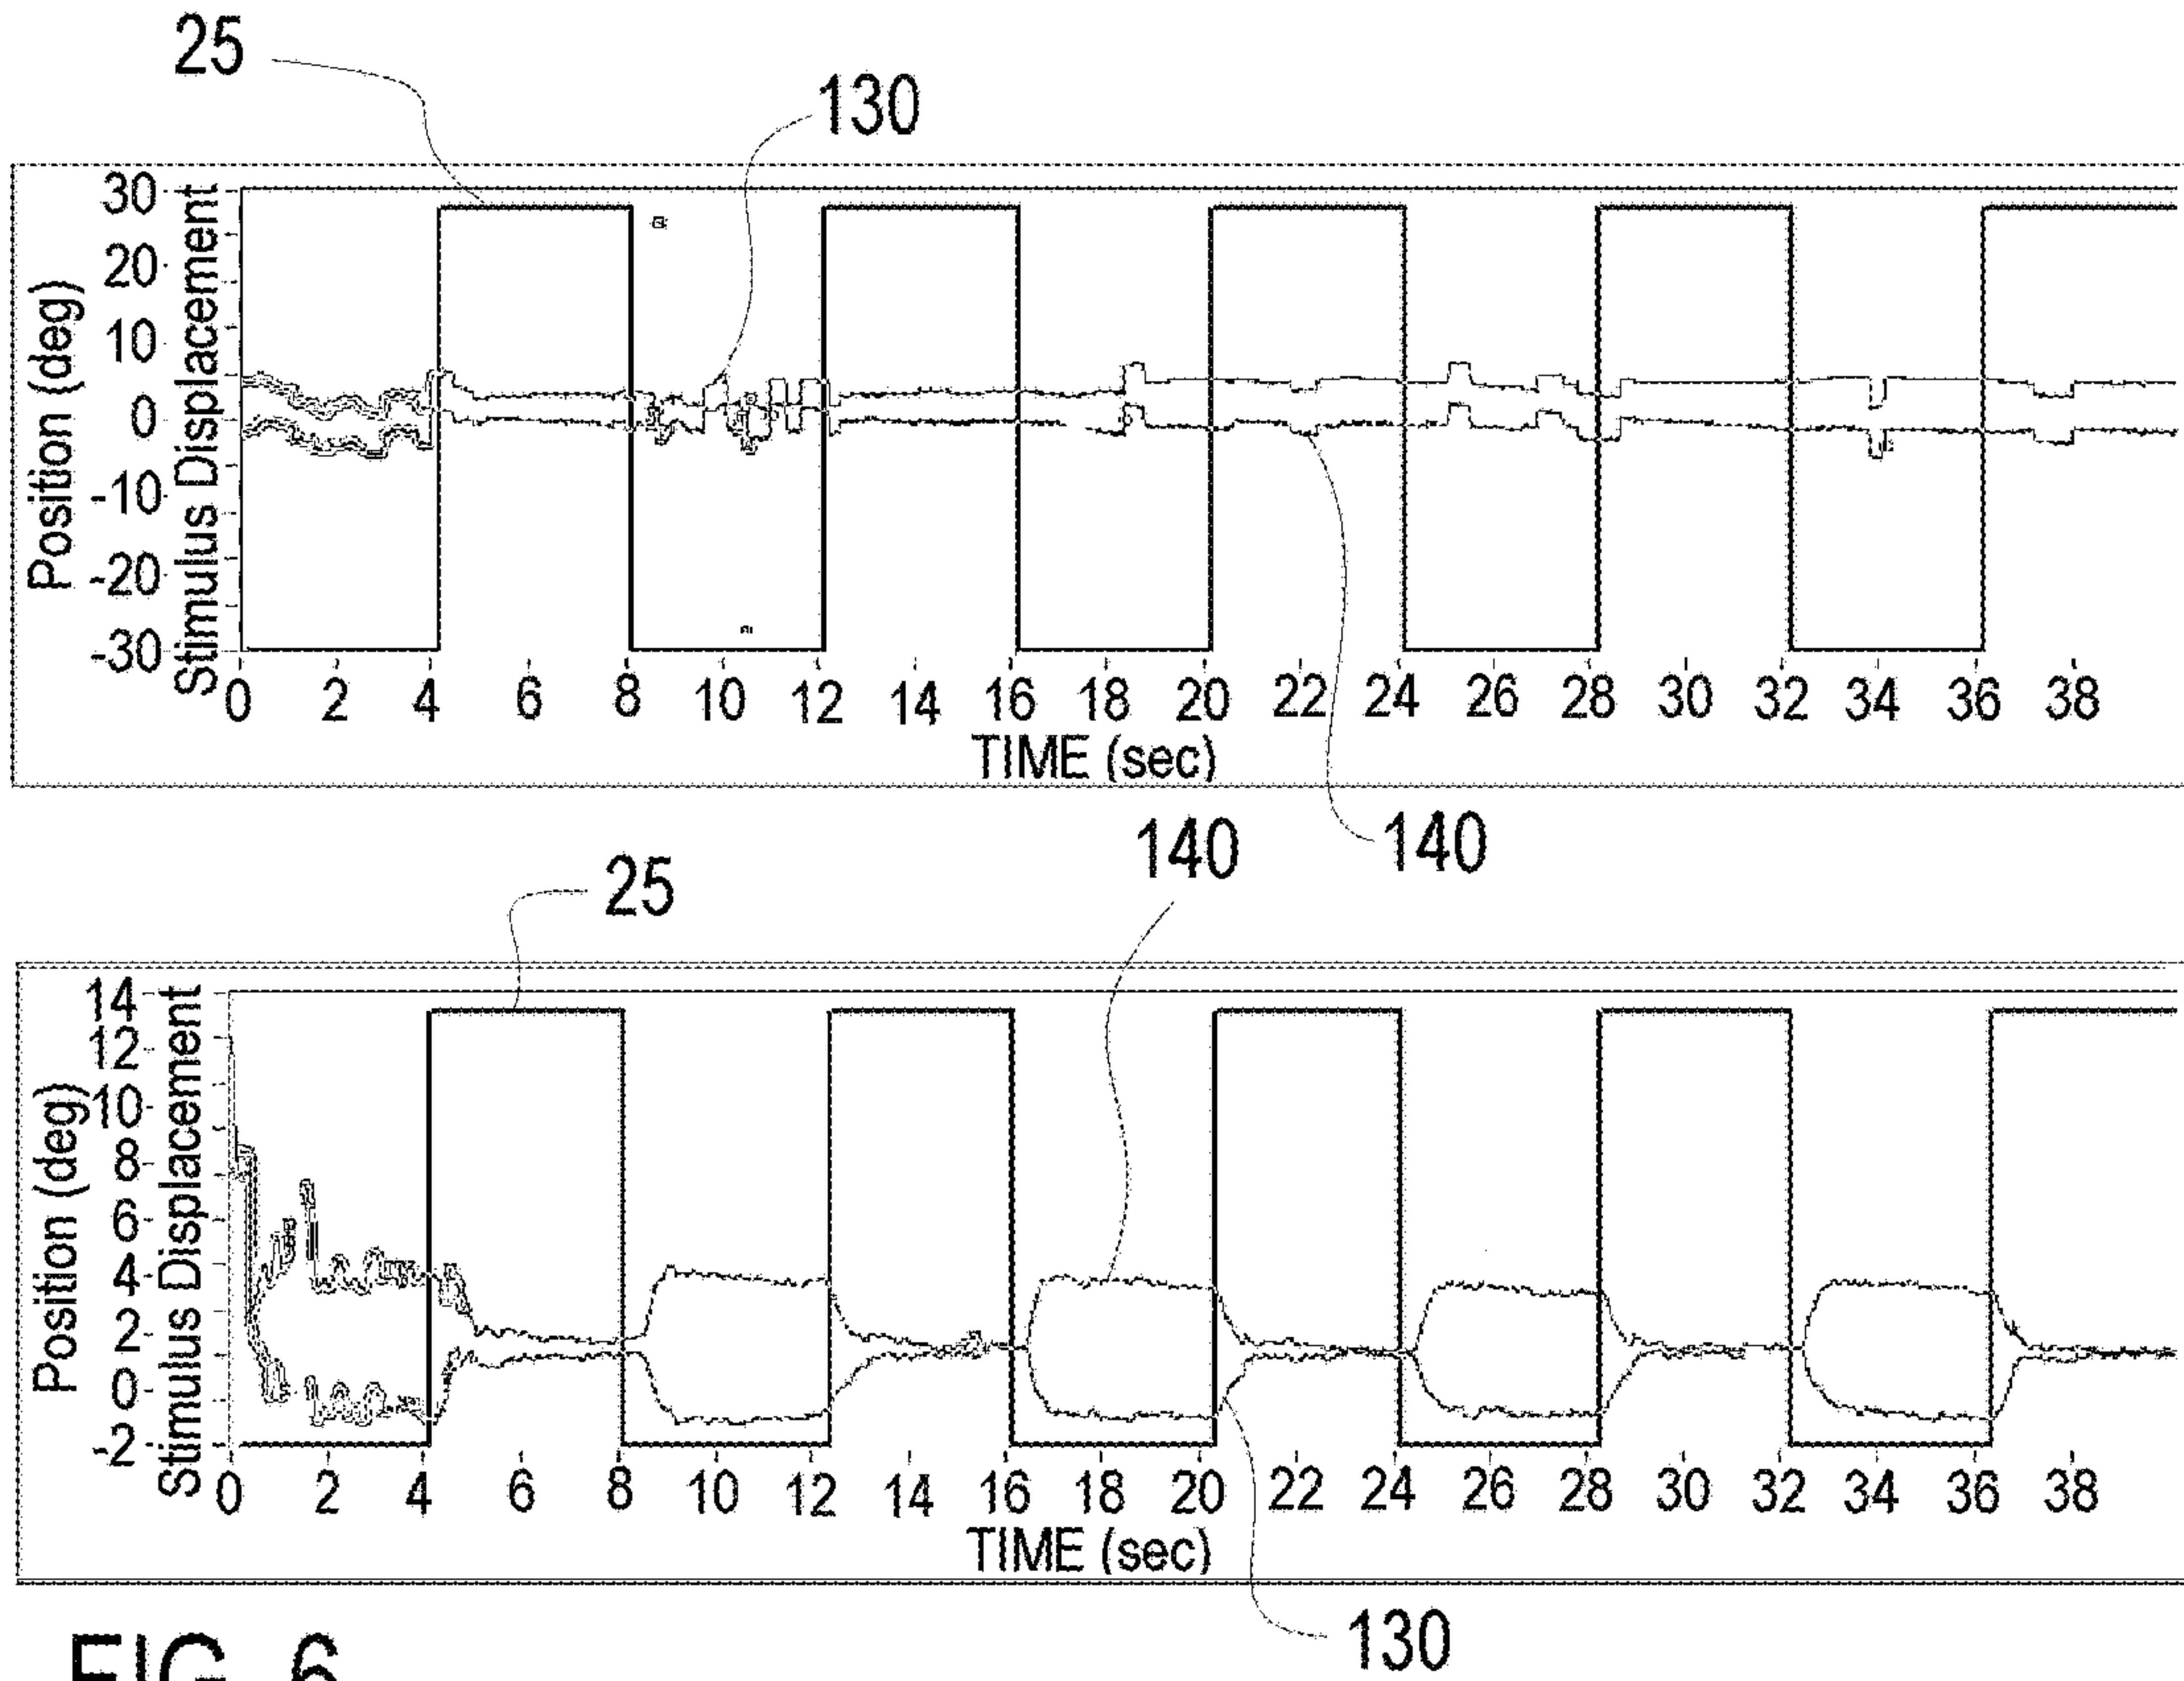 25
130
30
20
10
0
-10
-20
-30
Position (deg)
Stimulus Displacement
0 2 4 6 8 10 12 14 16 18 20 22 24 26 28 30 32 34 36 38
TIME (sec)
140
140
25
14
12
10
8
6
4
2
0
-2
Position (deg)
Stimulus Displacement
0 2 4 6 8 10 12 14 16 18 20 22 24 26 28 30 32 34 36 38
TIME (sec)
130
FIG. 6